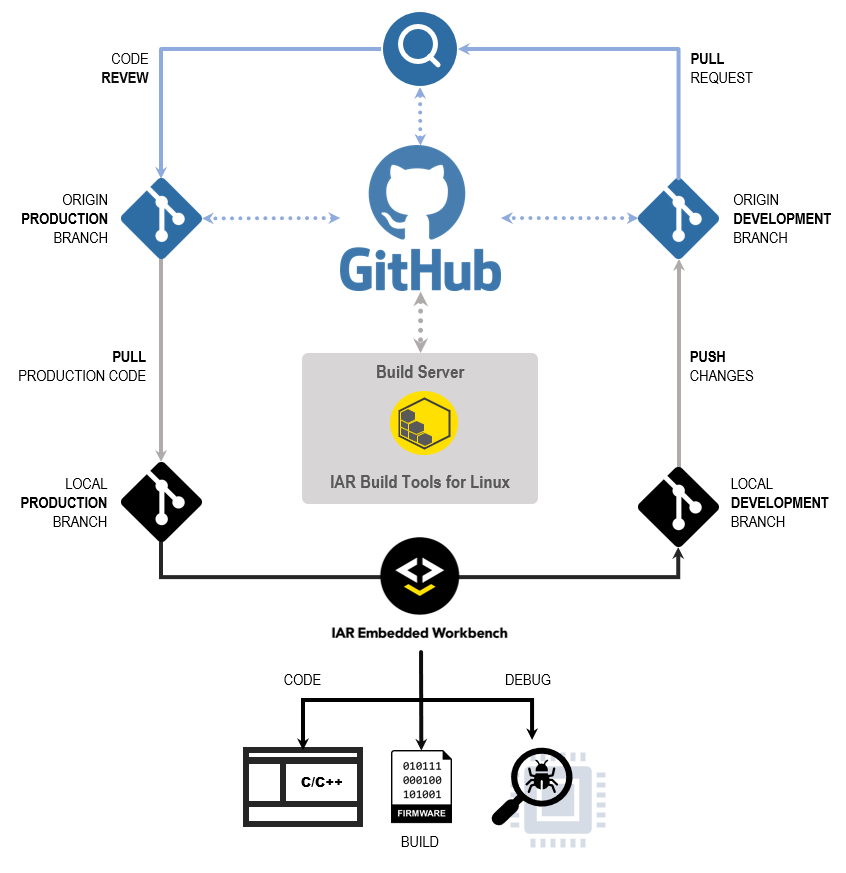 CODE
REVEW
PULL
REQUEST
ORIGIN
PRODUCTION
BRANCH
GitHub
ORIGIN
DEVELOPMENT
BRANCH
PULL
PRODUCTION CODE
Build Server
IAR Build Tools for Linux
PUSH
CHANGES
LOCAL
PRODUCTION
BRANCH
LOCAL
DEVELOPMENT
BRANCH
IAR Embedded Workbench
CODE
DEBUG
C/C++
010111
000100
101001
FIRMWARE
BUILD